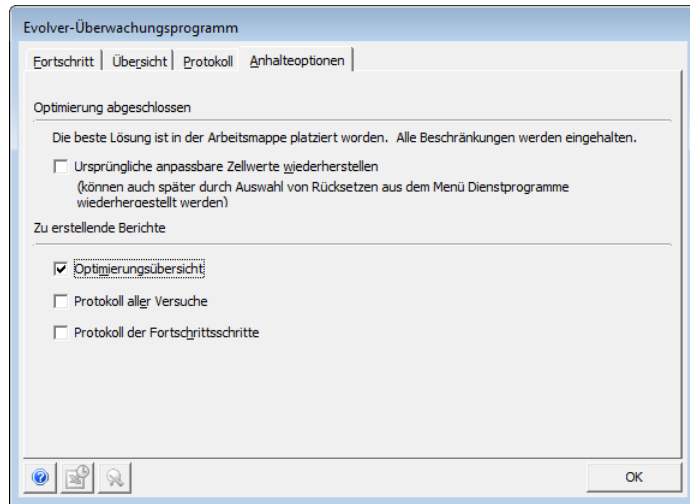 Evolver-Überwachungsprogramm
Fortschritt Übersicht Protokoll Anhalteoptionen
Optimierung abgeschlossen
Die beste Lösung ist in der Arbeitsmappe platziert worden. Alle Beschränkungen werden eingehalten.
Ursprüngliche anpassbare Zellwerte wiederherstellen
(können auch später durch Auswahl von Rücksetzen aus dem Menü Dienstprogramme
wiederhergestellt werden)
Zu erstellende Berichte
Optimierungsübersicht
Protokoll aller Versuche
Protokoll der Fortschrittsschritte
OK